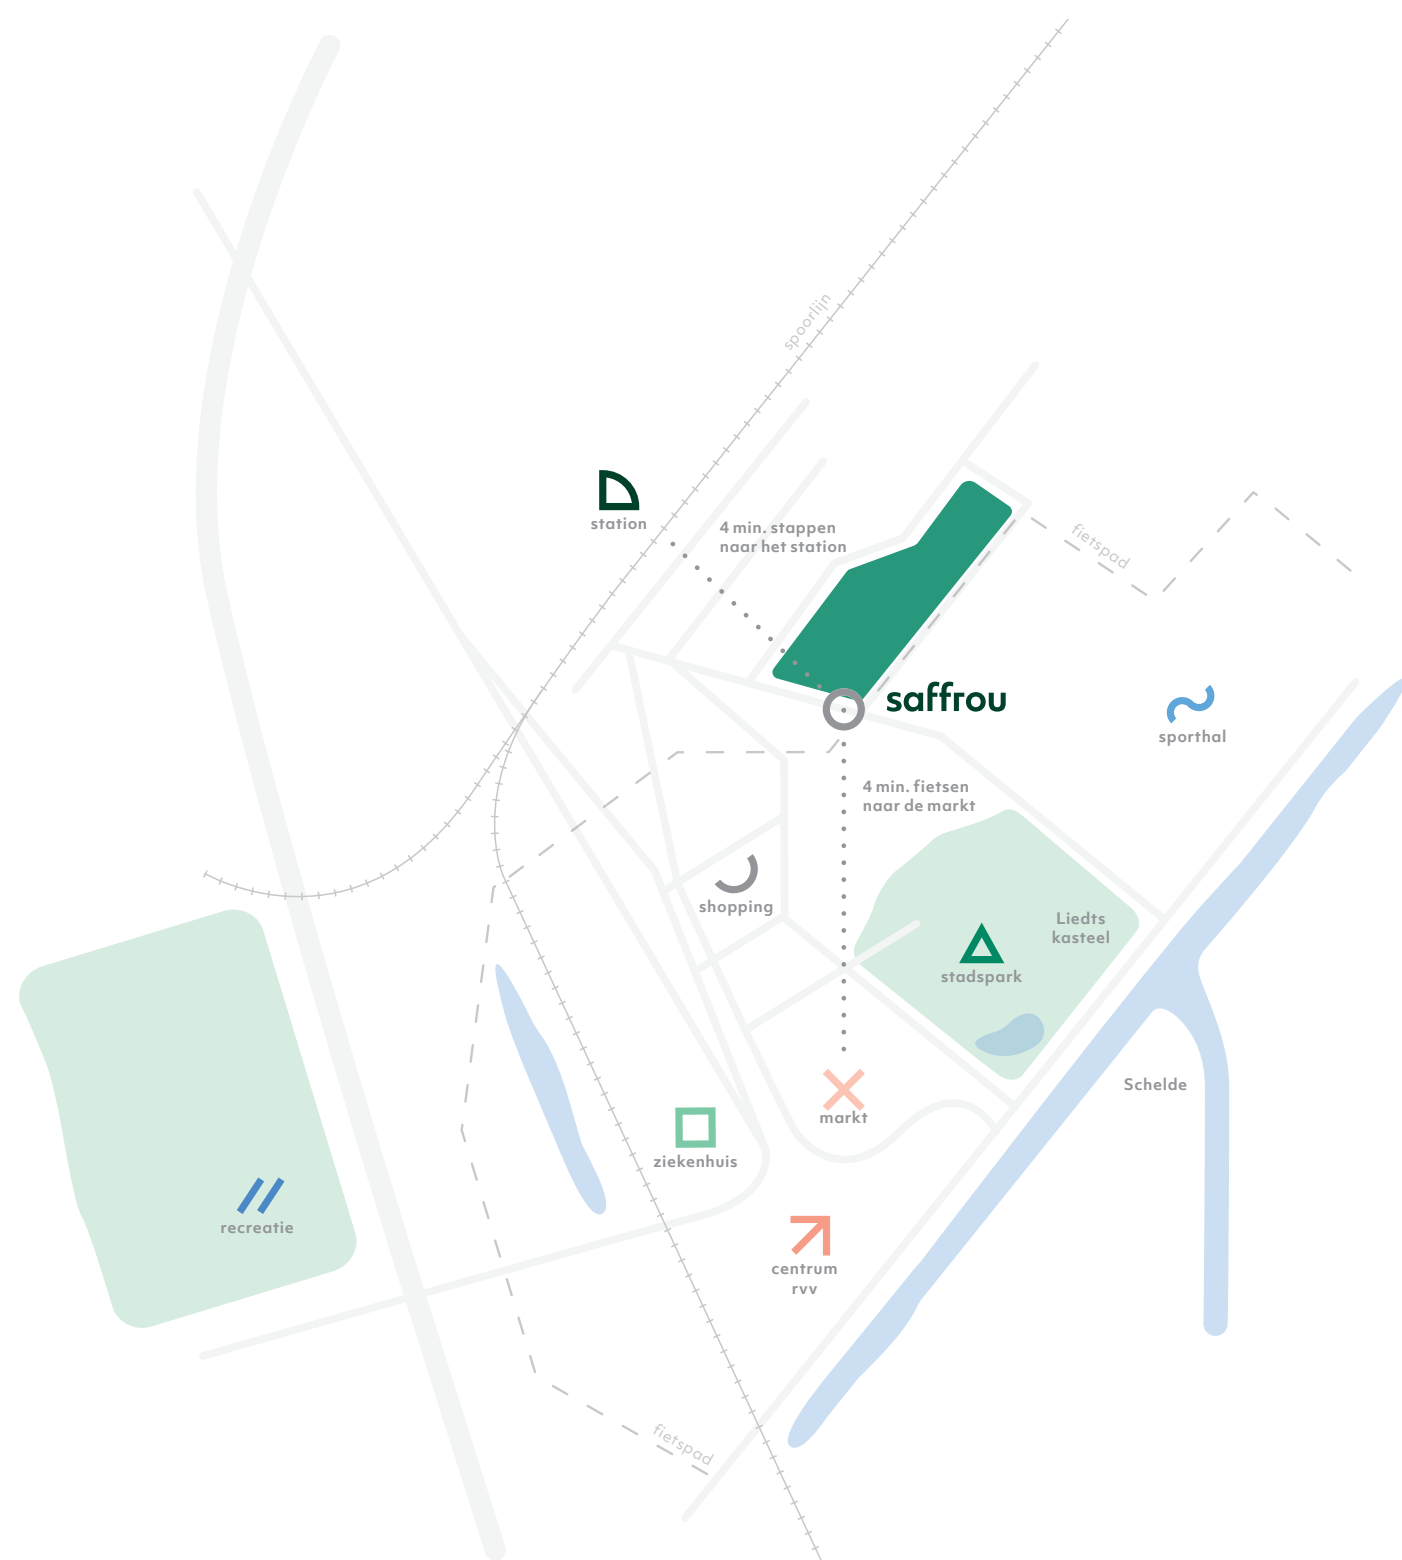 spoorlijn
station
4 min. stappen
naar het station
fietspad
saffrou
sporthal
4 min. fietsen
naar de markt
shopping
Liedts
kasteel
stadspark
Schelde
markt
ziekenhuis
recreatie
centrum
rvv
fietspad